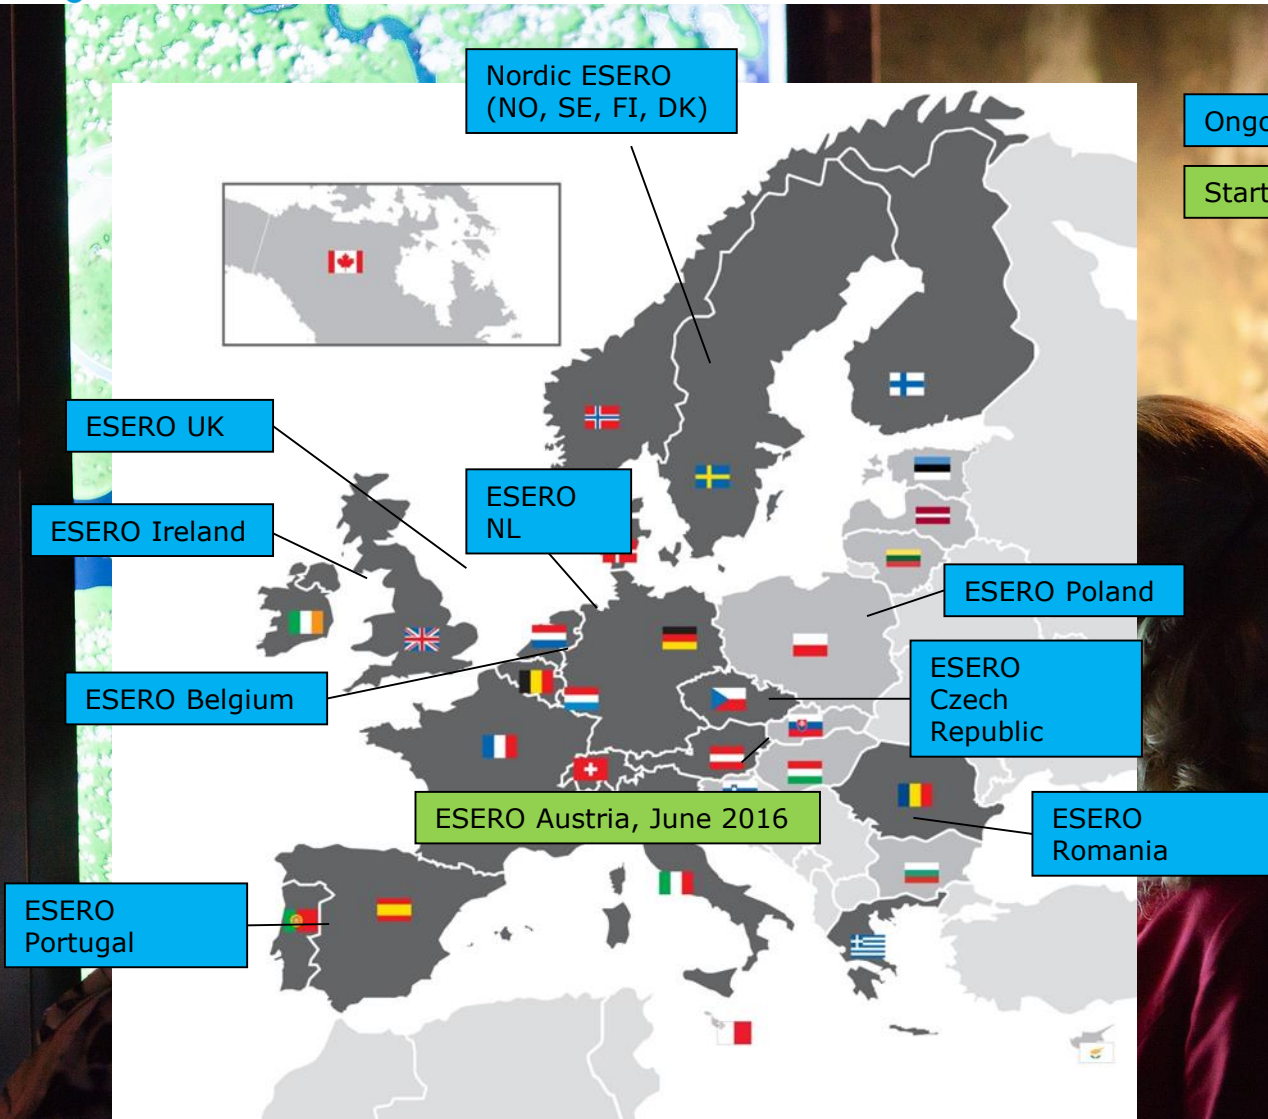 Nordic ESERO
(NO, SE, FI, DK)
ESERO UK
ESERO
NL
ESERO Ireland
ESERO Poland
ESERO
Czech
Republic
ESERO Belgium
ESERO Austria, June 2016
ESERO
Romania
ESERO
Portugal
Start